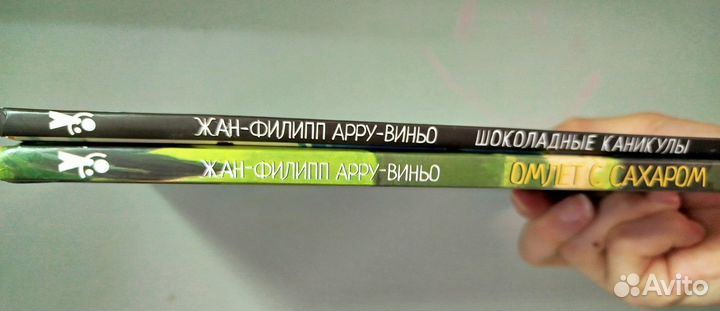 ЖАН-ФИЛИПП АРРУ-ВИНЬО ШОКОЛАДНЫЕ КАНИКУЛЫ
ЖАН-ФИЛИПП АРРУ-ВИНЬО ОМЛЕТ С САХАРОМ
Avito